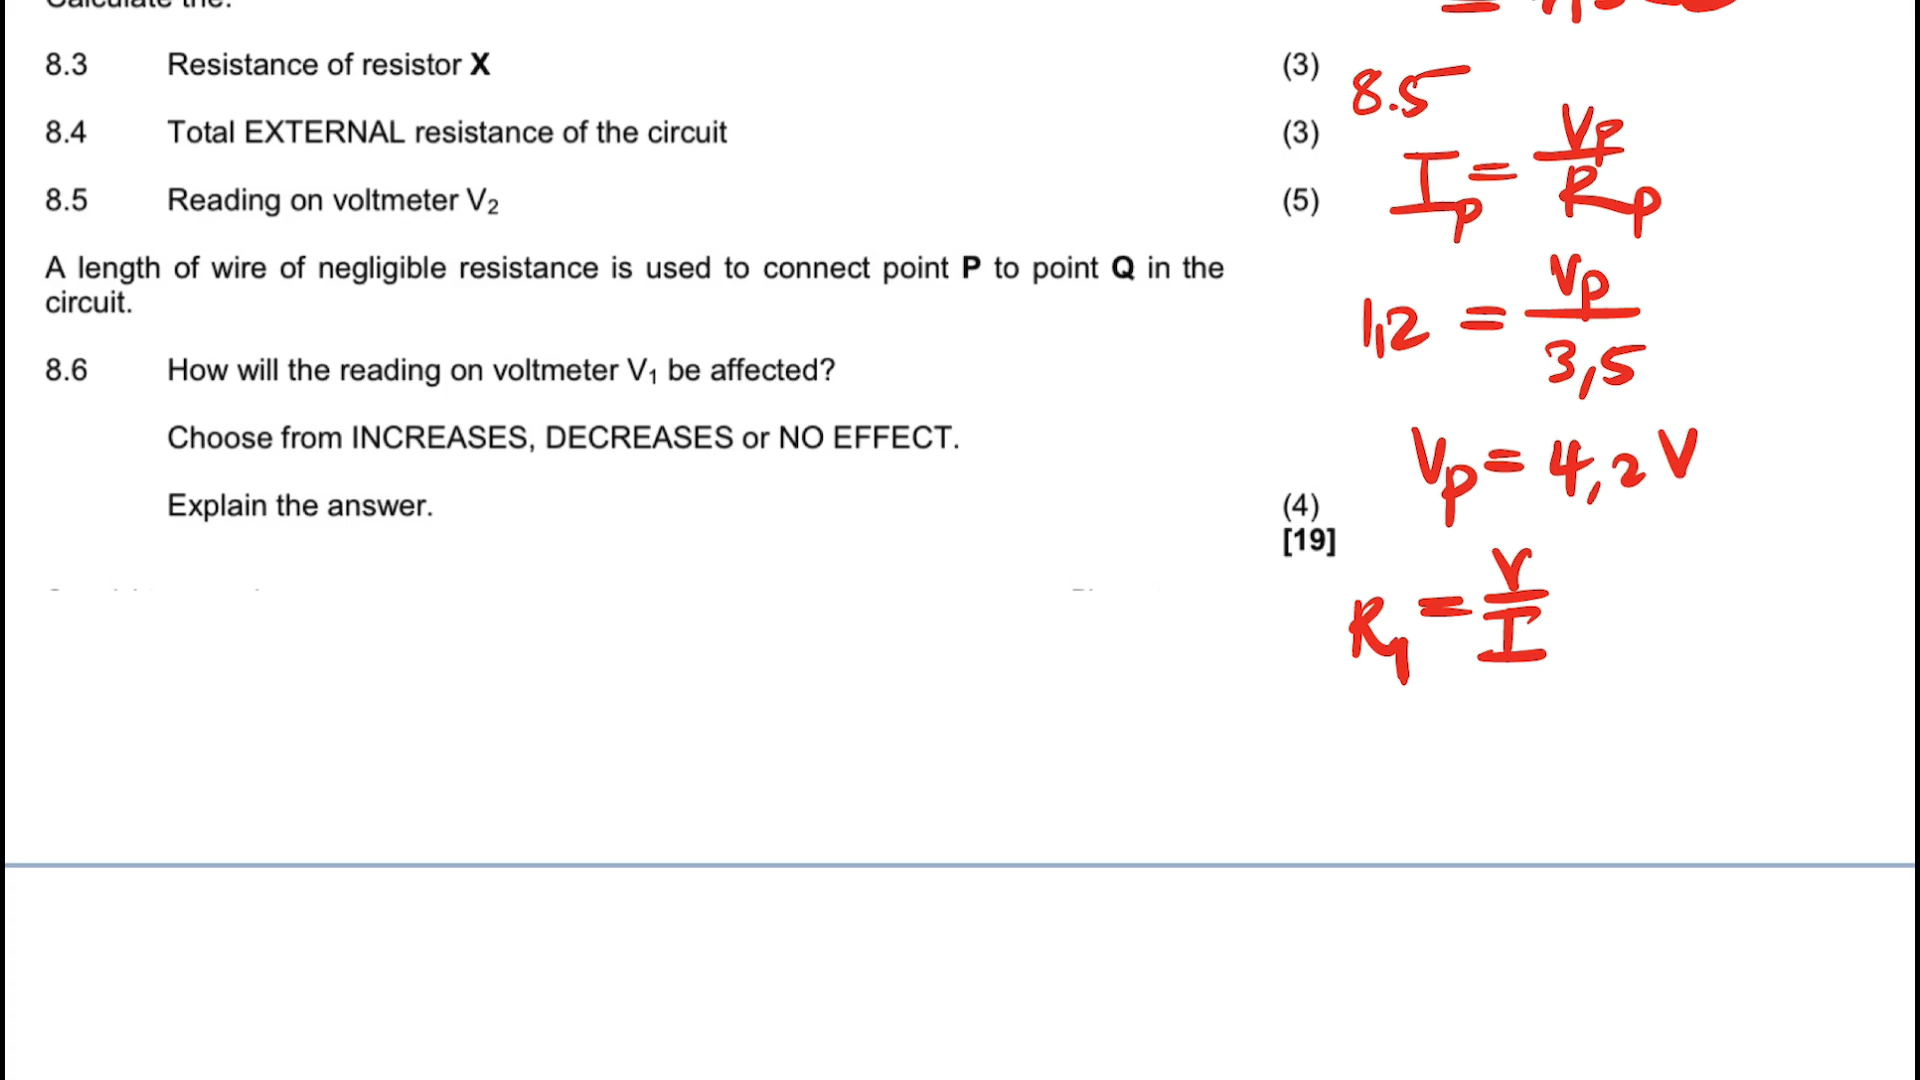 8.3 Resistance of resistor X (3)
8.4 Total EXTERNAL resistance of the circuit (3)
8.5 Reading on voltmeter V₂ (5)
A length of wire of negligible resistance is used to connect point P to point Q in the
circuit.
8.6 How will the reading on voltmeter V₁ be affected?
Choose from INCREASES, DECREASES or NO EFFECT.
Explain the answer. (4)
[19]
8.5
Ip = Vp / Rp
1,2 = Vp / 3,5
Vp = 4,2 V
R₁ = V / I